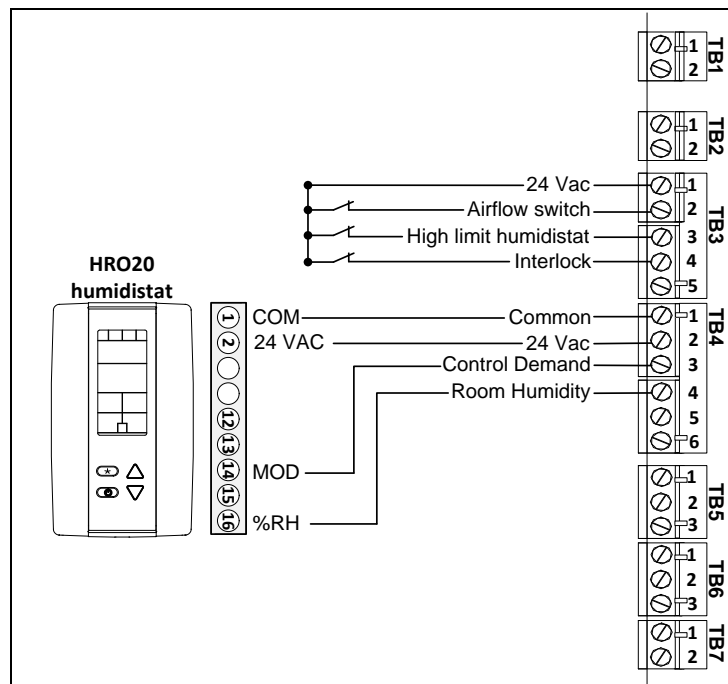 1
2
TB1
1
2
TB2
24 Vac 1
Airflow switch 2
High limit humidistat 3
Interlock 4
5
TB3
HRO20
humidistat
1 COM Common 1
2 24 VAC 24 Vac 2
Control Demand 3
Room Humidity 4
5
6
TB4
12
13
14 MOD
15
16 %RH
1
2
3
TB5
1
2
3
TB6
1
2
TB7